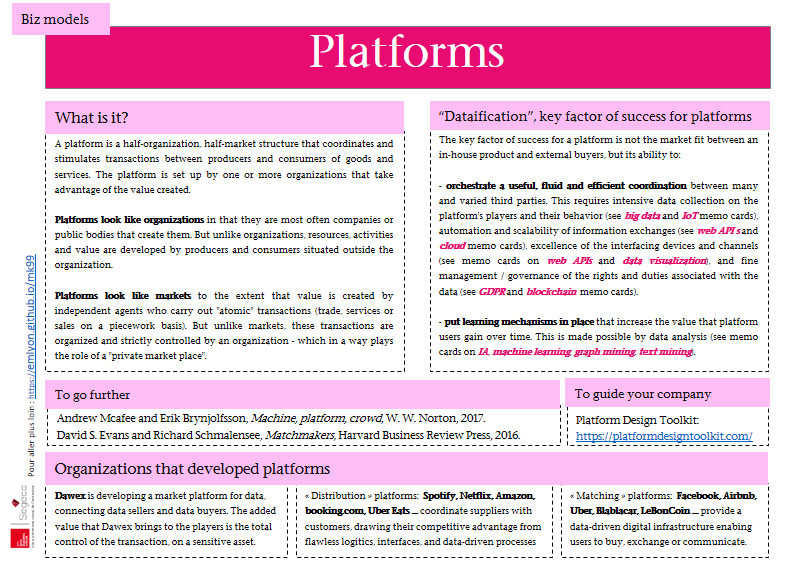 Biz models
Platforms
What is it?
A platform is a half-organization, half-market structure that coordinates and
stimulates transactions between producers and consumers of goods and
services. The platform is set up by one or more organizations that take
advantage of the value created.
Platforms look like organizations in that they are most often companies or
public bodies that create them. But unlike organizations, resources, activities
and value are developed by producers and consumers situated outside the
organization.
Platforms look like markets to the extent that value is created by
independent agents who carry out "atomic" transactions (trade, services or
sales on a piecework basis). But unlike markets, these transactions are
organized and strictly controlled by an organization - which in a way plays
the role of a "private market place".
“Dataification”, key factor of success for platforms
The key factor of success for a platform is not the market fit between an
in-house product and external buyers, but its ability to:
- orchestrate a useful, fluid and efficient coordination between many
and varied third parties. This requires intensive data collection on the
platform's players and their behavior (see big data and IoT memo cards),
automation and scalability of information exchanges (see web APIs and
cloud memo cards), excellence of the interfacing devices and channels
(see memo cards on web APIs and data visualization), and fine
management / governance of the rights and duties associated with the
data (see GDPR and blockchain memo cards).
- put learning mechanisms in place that increase the value that platform
users gain over time. This is made possible by data analysis (see memo
cards on IA, machine learning, graph mining, text mining).
To go further
Andrew Mcafee and Erik Brynjolfsson, Machine, platform, crowd, W. W. Norton, 2017.
David S. Evans and Richard Schmalensee, Matchmakers, Harvard Business Review Press, 2016.
To guide your company
Platform Design Toolkit:
https://platformdesigntoolkit.com/
Organizations that developed platforms
Dawex is developing a market platform for data,
connecting data sellers and data buyers. The added
value that Dawex brings to the players is the total
control of the transaction, on a sensitive asset.
« Distribution » platforms: Spotify, Netflix, Amazon,
booking.com, Uber Eats ... coordinate suppliers with
customers, drawing their competitive advantage from
flawless logistics, interfaces, and data-driven processes
« Matching » platforms: Facebook, Airbnb,
Uber, Blablacar, LeBonCoin ... provide a
data-driven digital infrastructure enabling
users to buy, exchange or communicate.
Pour aller plus loin : https://emlyon.github.io/mk99
Segeco